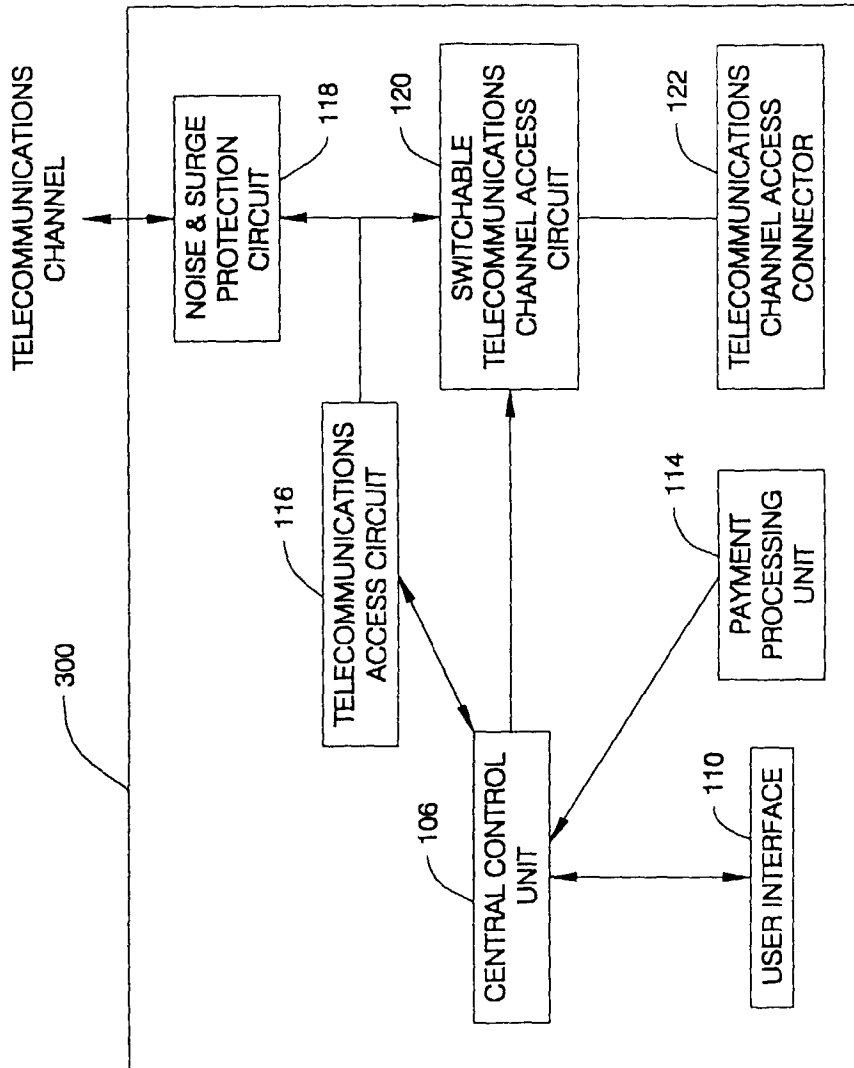 TELECOMMUNICATIONS
CHANNEL
300
NOISE & SURGE
PROTECTION
CIRCUIT
118
116
TELECOMMUNICATIONS
ACCESS CIRCUIT
120
SWITCHABLE
TELECOMMUNICATIONS
CHANNEL ACCESS
CIRCUIT
106
CENTRAL CONTROL
UNIT
110
USER INTERFACE
114
PAYMENT
PROCESSING
UNIT
122
TELECOMMUNICATIONS
CHANNEL ACCESS
CONNECTOR